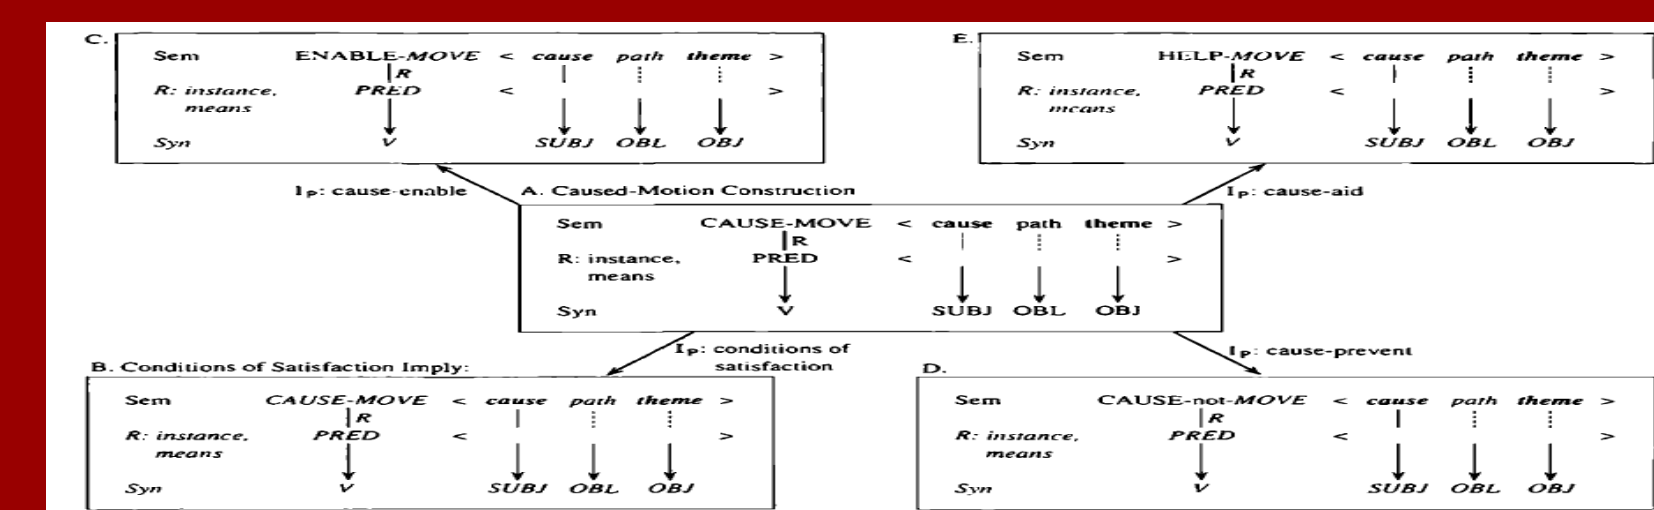 C.
Sem ENABLE-MOVE < cause path theme >
R
R: instance, PRED < >
means
Syn V SUBJ OBL OBJ
E.
Sem HELP-MOVE < cause path theme >
R
R: instance, PRED < >
means
Syn V SUBJ OBL OBJ
IP: cause-enable
A. Caused-Motion Construction
IP: cause-aid
Sem CAUSE-MOVE < cause path theme >
R
R: instance, PRED < >
means
Syn V SUBJ OBL OBJ
IP: conditions of
satisfaction
IP: cause-prevent
B. Conditions of Satisfaction Imply:
Sem CAUSE-MOVE < cause path theme >
R
R: instance, PRED < >
means
Syn V SUBJ OBL OBJ
D.
Sem CAUSE-not-MOVE < cause path theme >
R
R: instance, PRED < >
means
Syn V SUBJ OBL OBJ